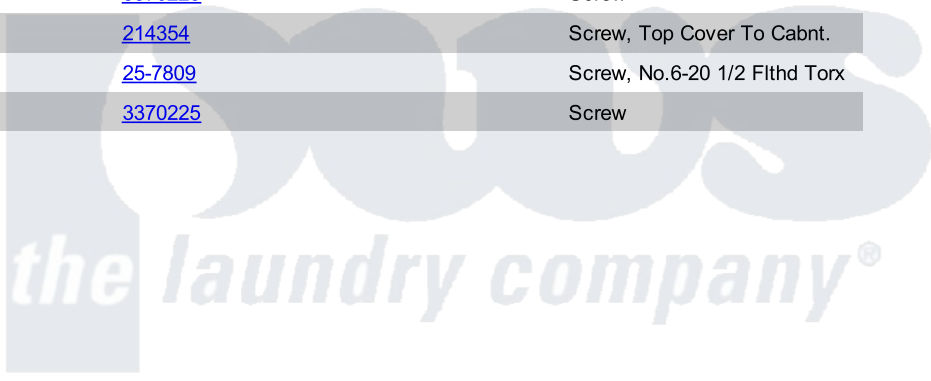 214354 Screw, Top Cover To Cabnt.
25-7809 Screw, No.6-20 1/2 Flthd Torx
3370225 Screw
pws
the laundry company®